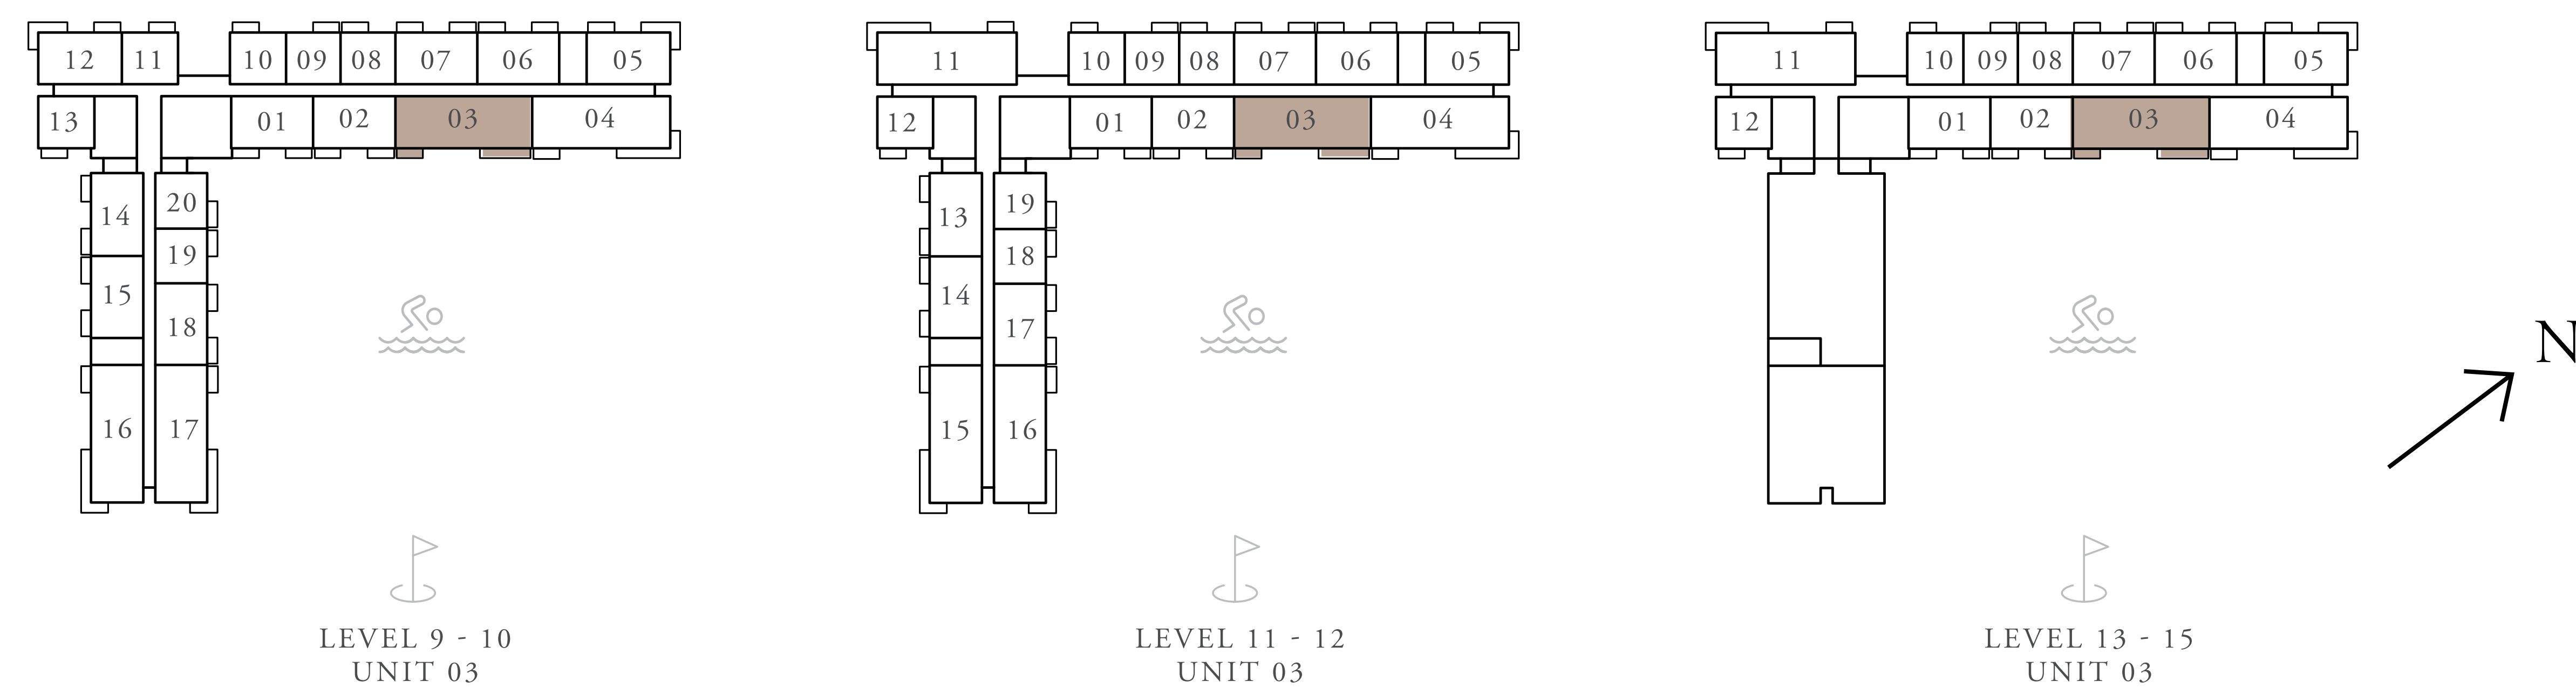 12 11 10 09 08 07 06 05
13 01 02 03 04
14 20
19
15
18
16 17
LEVEL 9 - 10
UNIT 03
11 10 09 08 07 06 05
12 01 02 03 04
13 19
18
14
17
15 16
LEVEL 11 - 12
UNIT 03
11 10 09 08 07 06 05
12 01 02 03 04
LEVEL 13 - 15
UNIT 03
N